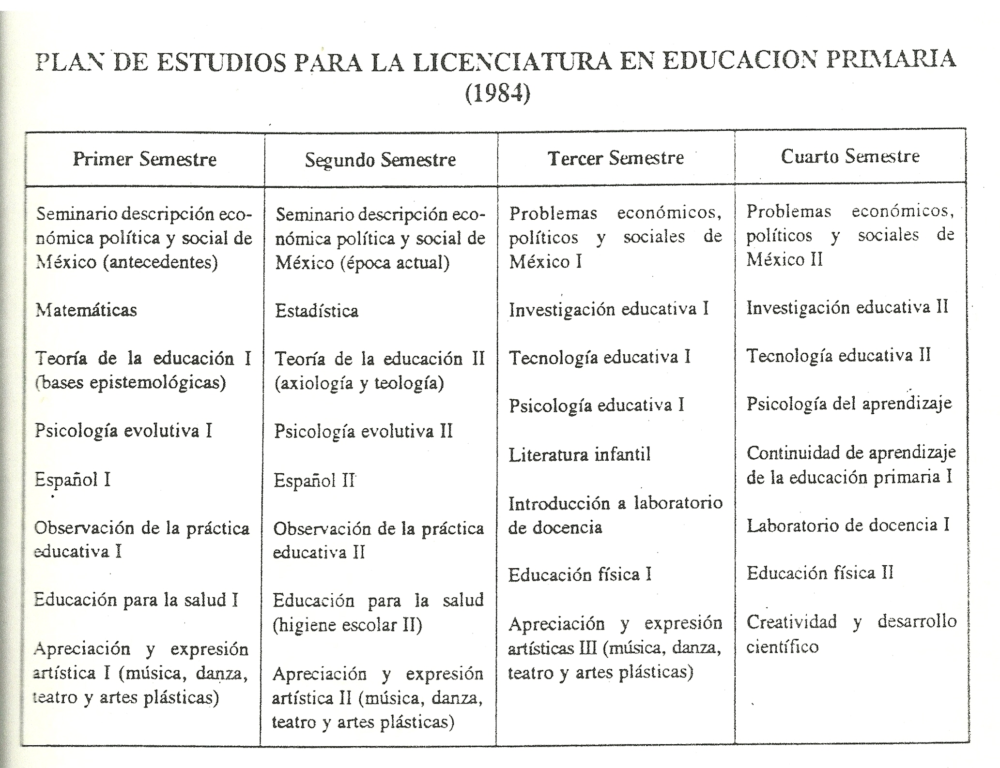 PLAN DE ESTUDIOS PARA LA LICENCIATURA EN EDUCACION PRIMARIA
(1984)
Primer Semestre
Seminario descripción eco-
nómica política y social de
México (antecedentes)
Matemáticas
Teoría de la educación I
(bases epistemológicas)
Psicología evolutiva I
Español I
Observación de la práctica
educativa I
Educación para la salud I
Apreciación y expresión
artística I (música, danza,
teatro y artes plásticas)
Segundo Semestre
Seminario descripción eco-
nómica política y social de
México (época actual)
Estadística
Teoría de la educación II
(axiología y teología)
Psicología evolutiva II
Español II
Observación de la práctica
educativa II
Educación para la salud
(higiene escolar II)
Apreciación y expresión
artística II (música, danza,
teatro y artes plásticas)
Tercer Semestre
Problemas económicos,
políticos y sociales de
México I
Investigación educativa I
Tecnología educativa I
Psicología educativa I
Literatura infantil
Introducción a laboratorio
de docencia
Educación física I
Apreciación y expresión
artísticas III (música, danza,
teatro y artes plásticas)
Cuarto Semestre
Problemas económicos,
políticos y sociales de
México II
Investigación educativa II
Tecnología educativa II
Psicología del aprendizaje
Continuidad de aprendizaje
de la educación primaria I
Laboratorio de docencia I
Educación física II
Creatividad y desarrollo
científico